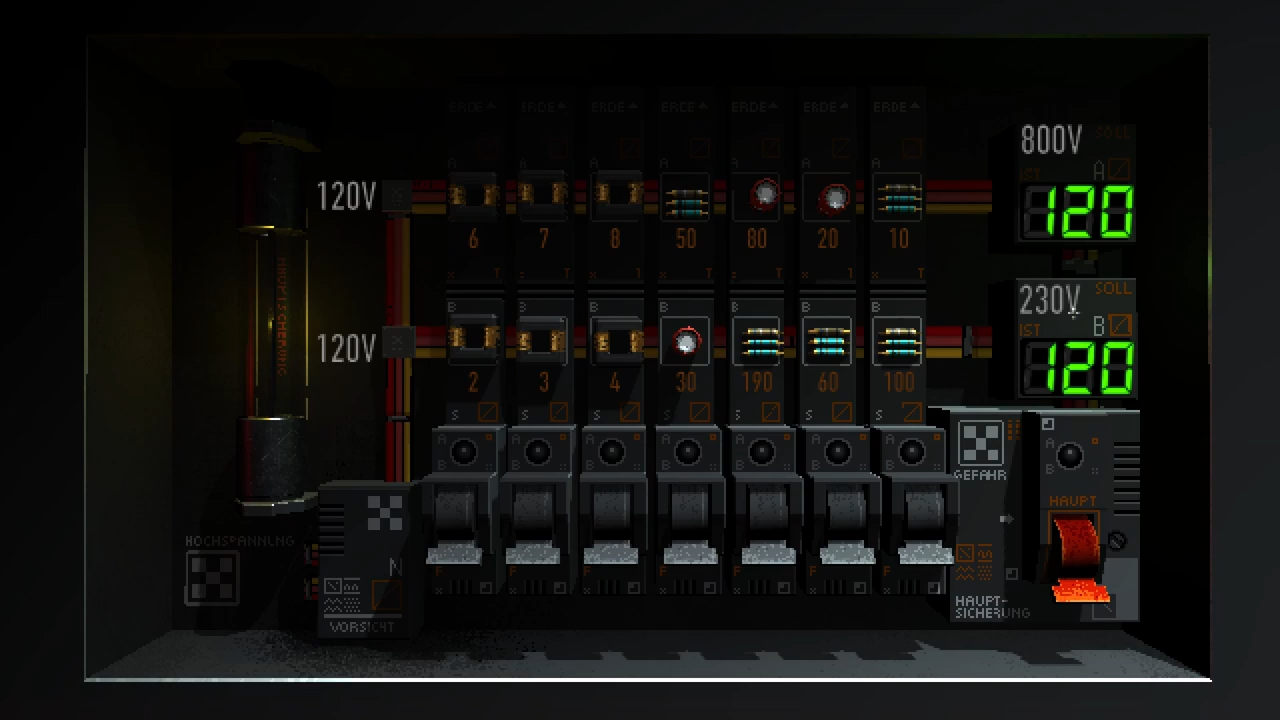 ERDE ERDE ERDE ERDE ERDE ERDE ERDE
800V SOLL
A A A A A A A
IST A
120V
120
6 7 8 50 80 20 10
T T T T
B B B B B B B
230V SOLL
IST B
120V
120
2 3 4 30 190 60 100
S S S S S S S
A A A A A A A
B B B B B B B
GEFAHR
A
B
HAUPT
HAUPTSICHERUNG
HOCHSPANNUNG
N
F F F F F F F
HAUPT-
SICHERUNG
VORSICHT